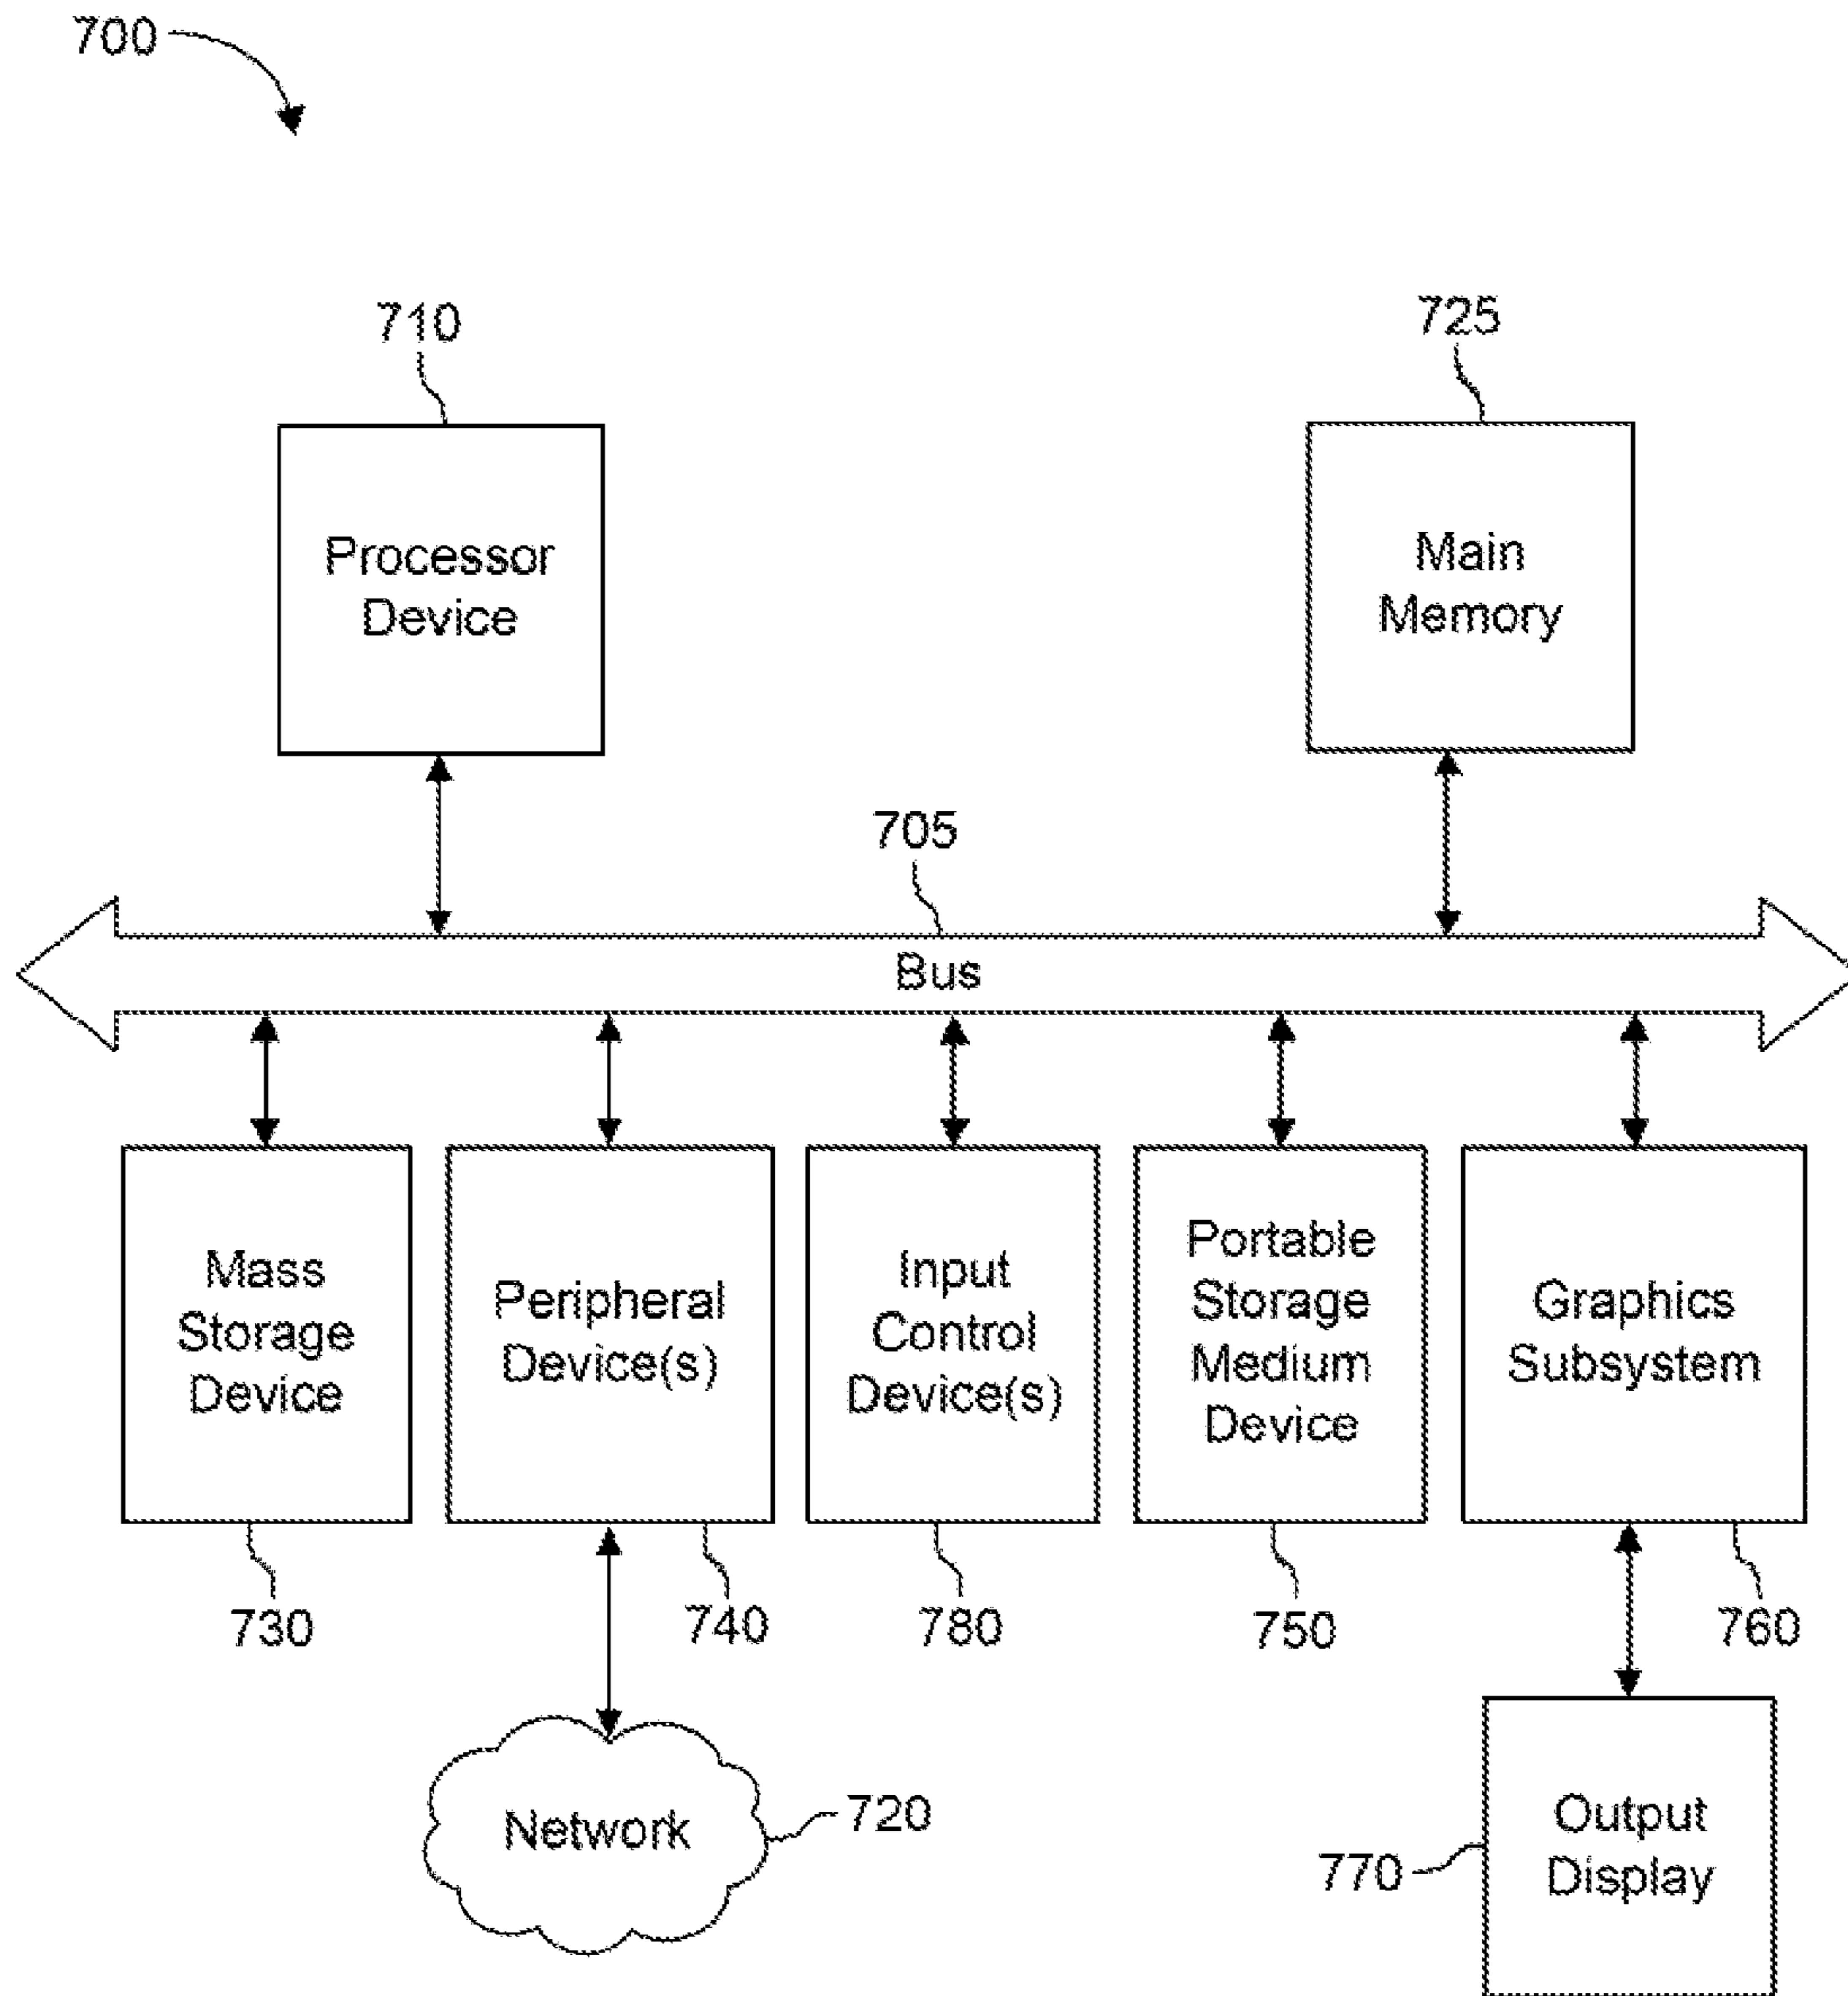 700
710
725
Processor
Device
Main
Memory
705
Bus
Mass
Storage
Device
Peripheral
Device(s)
Input
Control
Device(s)
Portable
Storage
Medium
Device
Graphics
Subsystem
730
740
780
750
760
Network
720
770
Output
Display